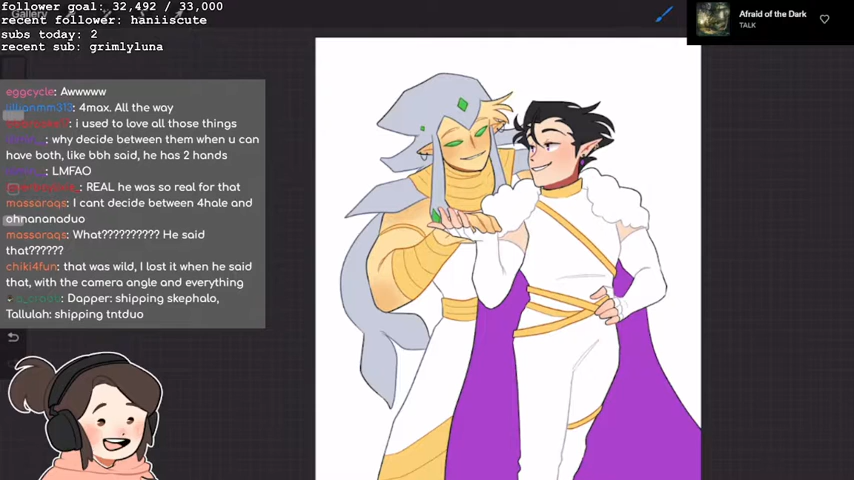 follower goal: 32,492 / 33,000
Gallery
recent follower: haniiscute
subs today: 2
recent sub: grimlyluna
Afraid of the Dark
TALK
eggcycle: Awwwww
jillianmm313: 4max. All the way
i used to love all those things
why decide between them when u can
have both, like bbh said, he has 2 hands
LMFAO
REAL he was so real for that
massaraqs: I cant decide between 4hale and
ohnananaduo
massaraqs: What?????????? He said
that??????
chiki4fun: that was wild, I lost it when he said
that, with the camera angle and everything
Dapper: shipping skephalo,
Tallulah: shipping tntduo